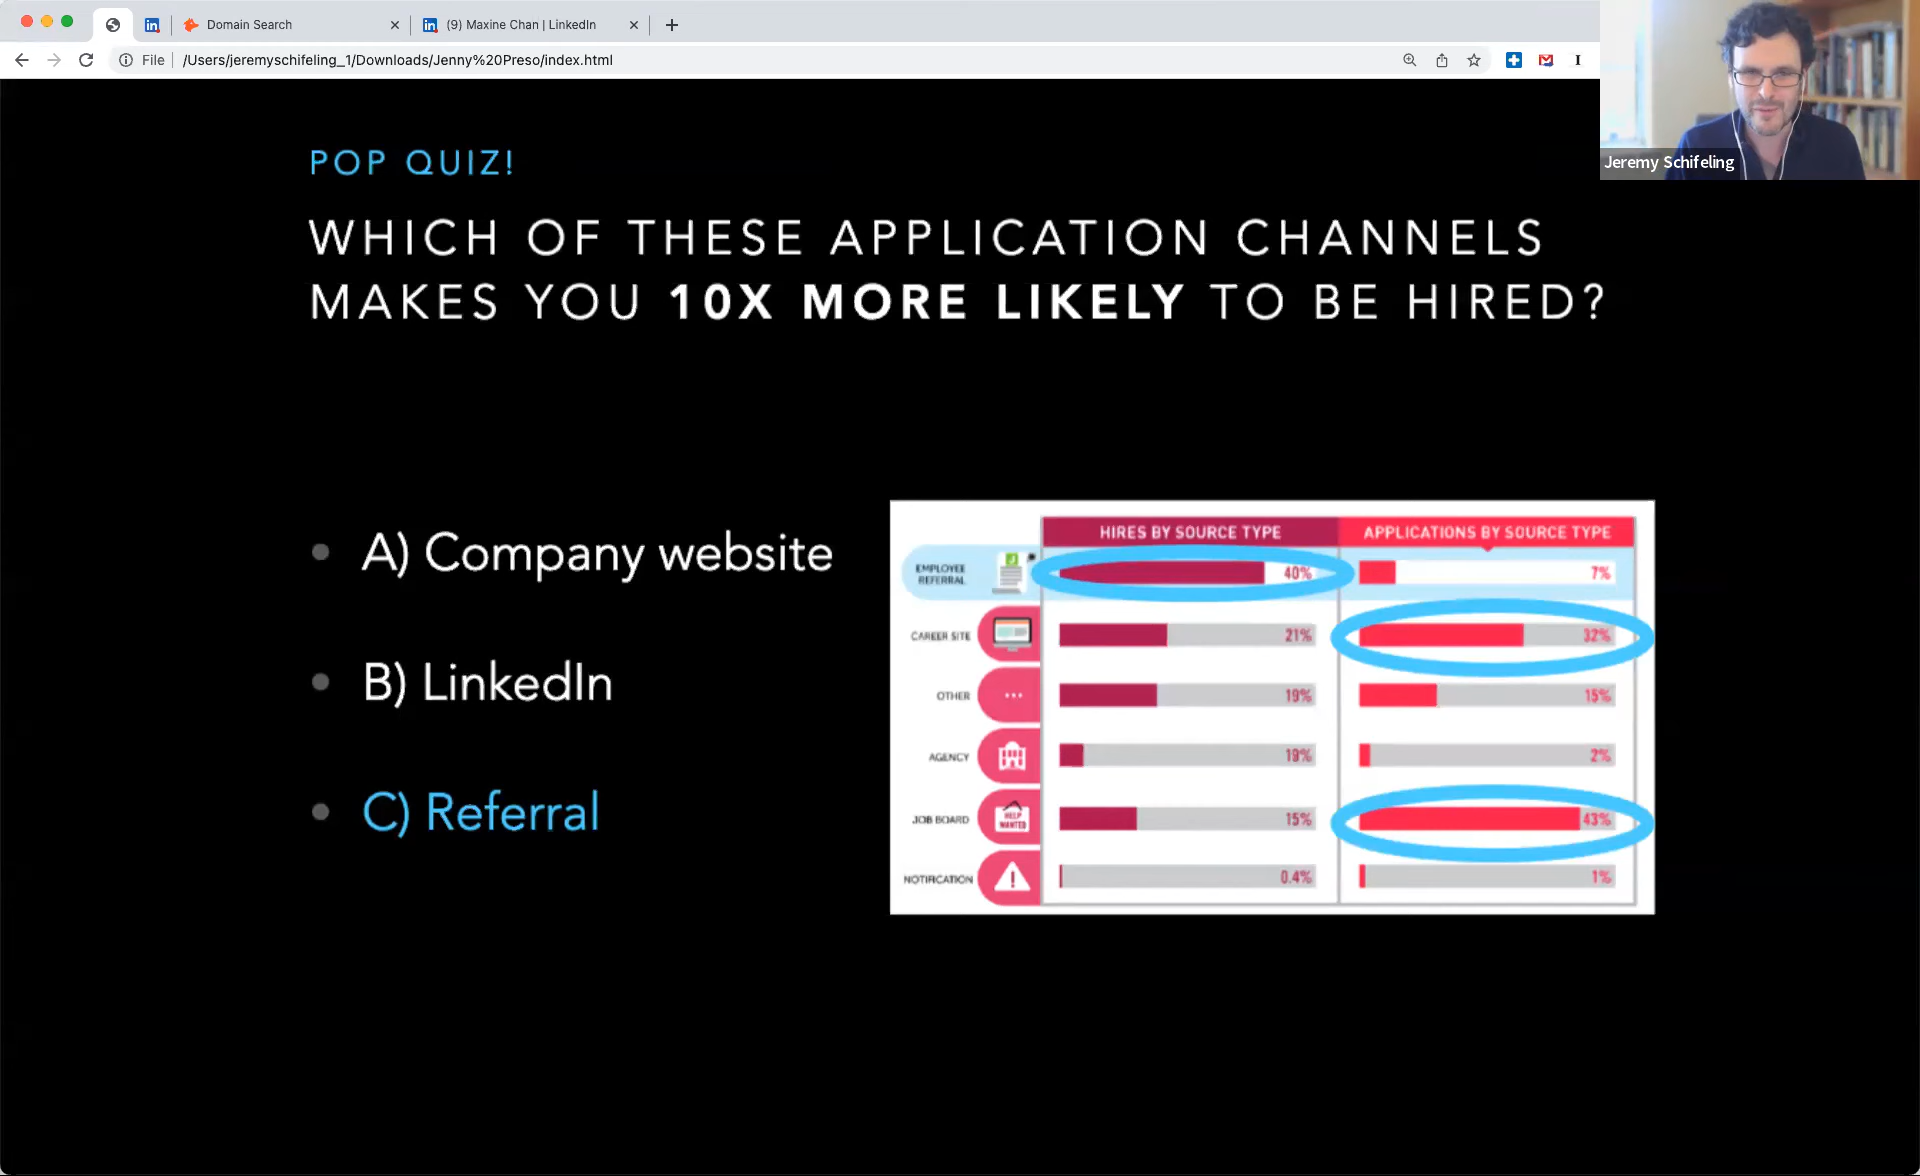 Domain Search
(9) Maxine Chan | LinkedIn
File
/Users/jeremyschifeling_1/Downloads/Jenny%20Preso/index.html
Jeremy Schifeling
POP QUIZ!
WHICH OF THESE APPLICATION CHANNELS
MAKES YOU 10X MORE LIKELY TO BE HIRED?
A) Company website
B) LinkedIn
C) Referral
HIRES BY SOURCE TYPE
APPLICATIONS BY SOURCE TYPE
EMPLOYEE
REFERRAL
40%
7%
CAREER SITE
21%
32%
OTHER
19%
15%
AGENCY
19%
2%
JOB BOARD
HELP
WANTED
15%
43%
NOTIFICATION
0.4%
1%